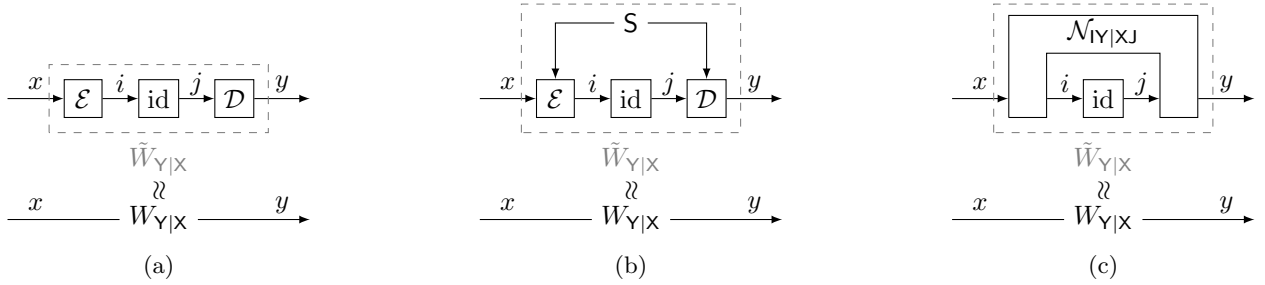 S
𝒩_{IY|XJ}
x ℰ i id j 𝒟 y
x ℰ i id j 𝒟 y
x i id j y
W̃_{Y|X}
W̃_{Y|X}
W̃_{Y|X}
≈
≈
≈
x W_{Y|X} y
x W_{Y|X} y
x W_{Y|X} y
(a)
(b)
(c)